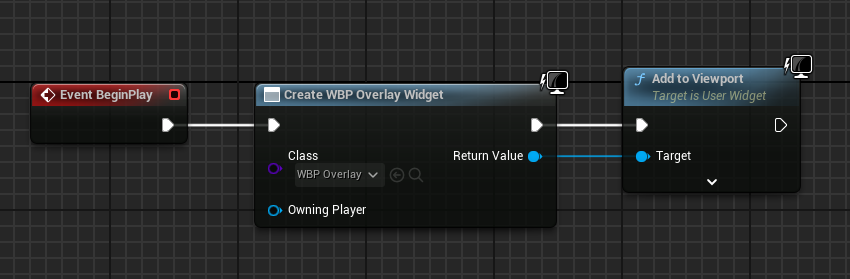 Event BeginPlay
Create WBP Overlay Widget
Class
WBP Overlay
Return Value
Owning Player
f Add to Viewport
Target is User Widget
Target